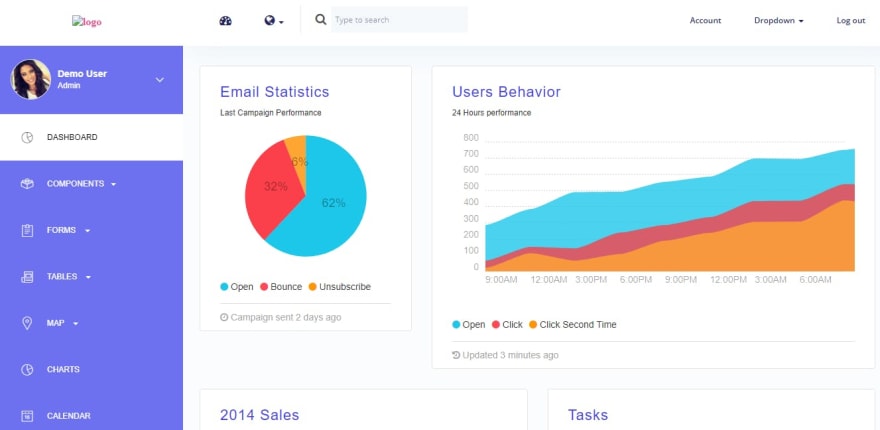 logo
Type to search
Account
Dropdown
Log out
Demo User
Admin
DASHBOARD
COMPONENTS
FORMS
TABLES
MAP
CHARTS
CALENDAR
Email Statistics
Last Campaign Performance
6%
32%
62%
Open Bounce Unsubscribe
Campaign sent 2 days ago
Users Behavior
24 Hours performance
800
700
600
500
400
300
200
100
0
9:00AM 12:00AM 3:00PM 6:00PM 9:00PM 12:00PM 3:00AM 6:00AM
Open Click Click Second Time
Updated 3 minutes ago
2014 Sales
Tasks